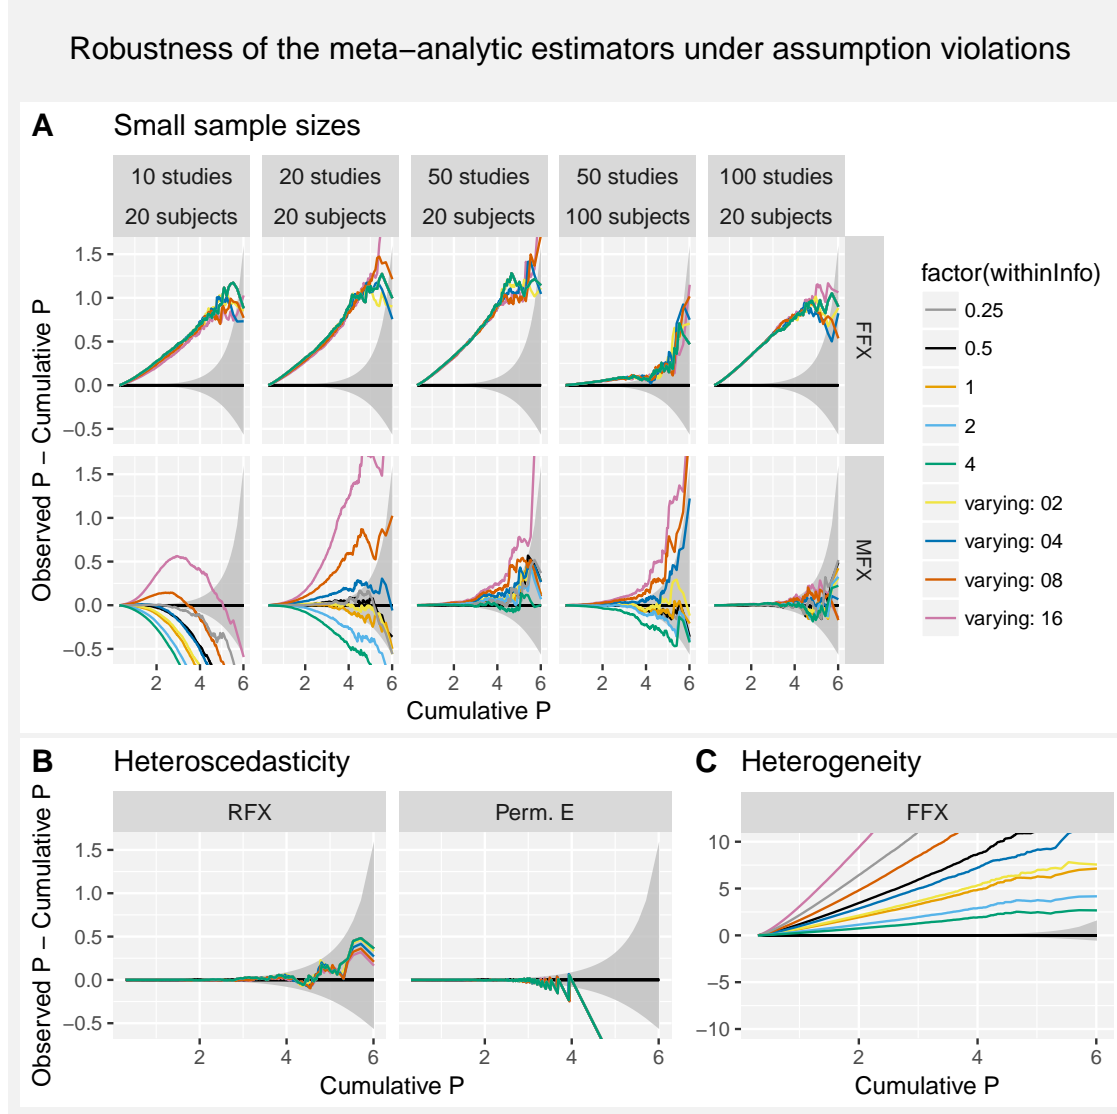 Robustness of the meta−analytic estimators under assumption violations
A
Small sample sizes
10 studies
20 subjects
20 studies
20 subjects
50 studies
20 subjects
50 studies
100 subjects
100 studies
20 subjects
Observed P − Cumulative P
1.5
1.0
0.5
0.0
−0.5
FFX
1.5
1.0
0.5
0.0
−0.5
MFX
2 4 6
2 4 6
2 4 6
2 4 6
2 4 6
Cumulative P
factor(withinInfo)
0.25
0.5
1
2
4
varying: 02
varying: 04
varying: 08
varying: 16
B
Heteroscedasticity
RFX
Perm. E
Observed P − Cumulative P
1.5
1.0
0.5
0.0
−0.5
2 4 6
2 4 6
Cumulative P
C
Heterogeneity
FFX
10
5
0
−5
−10
2 4 6
Cumulative P